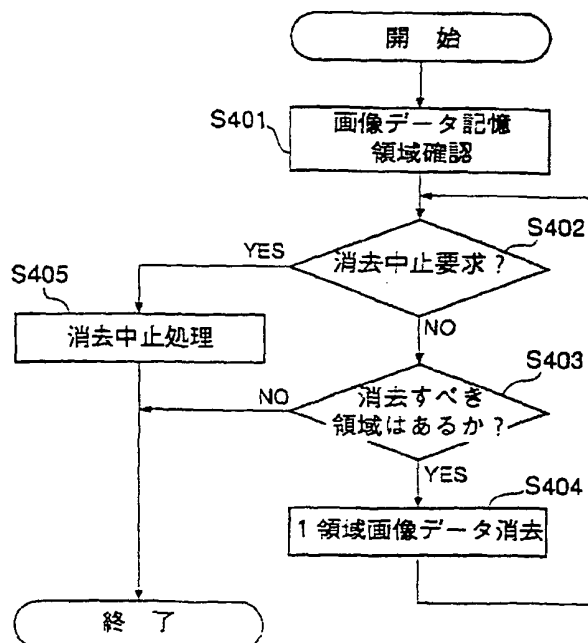 開 始
S401
画像データ記憶
領域確認
S402
消去中止要求？
YES
S405
消去中止処理
NO
S403
消去すべき
領域はあるか？
NO
YES
S404
1領域画像データ消去
終 了